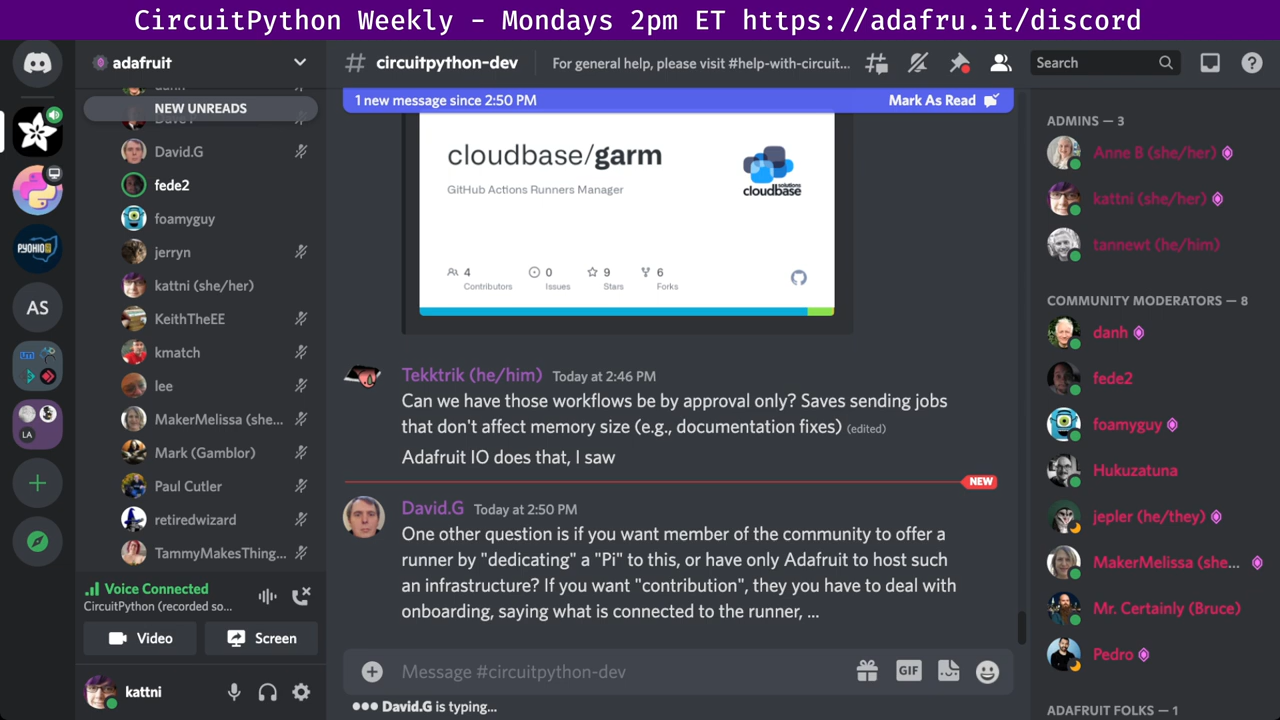 CircuitPython Weekly - Mondays 2pm ET https://adafru.it/discord
adafruit
NEW UNREADS
David.G
fede2
foamyguy
jerryn
kattni (she/her)
KeithTheEE
kmatch
lee
MakerMelissa (she...
Mark (Gamblor)
Paul Cutler
retiredwizard
TammyMakesThing...
Voice Connected
CircuitPython (recorded so...
Video
Screen
kattni
PYOHIO
AS
LA
# circuitpython-dev
For general help, please visit #help-with-circuit...
Search
1 new message since 2:50 PM
Mark As Read
cloudbase/garm
GitHub Actions Runners Manager
cloudbase
solutions
4
Contributors
0
Issues
9
Stars
6
Forks
Tekktrik (he/him) Today at 2:46 PM
Can we have those workflows be by approval only? Saves sending jobs
that don't affect memory size (e.g., documentation fixes) (edited)
Adafruit IO does that, I saw
NEW
David.G Today at 2:50 PM
One other question is if you want member of the community to offer a
runner by "dedicating" a "Pi" to this, or have only Adafruit to host such
an infrastructure? If you want "contribution", they you have to deal with
onboarding, saying what is connected to the runner, ...
Message #circuitpython-dev
GIF
David.G is typing...
ADMINS — 3
Anne B (she/her)
kattni (she/her)
tannewt (he/him)
COMMUNITY MODERATORS — 8
danh
fede2
foamyguy
Hukuzatuna
jepler (he/they)
MakerMelissa (she...
Mr. Certainly (Bruce)
Pedro
ADAFRUIT FOLKS — 1